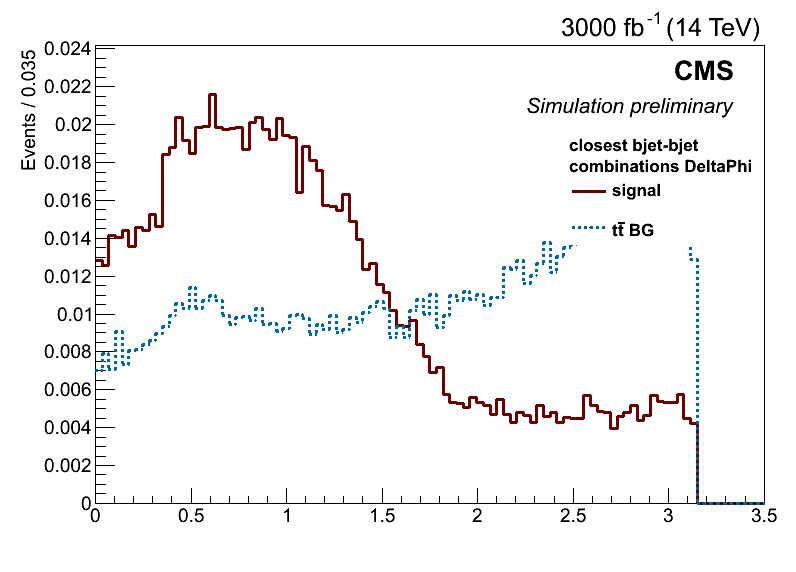 3000 fb-1 (14 TeV)
CMS
Simulation preliminary
closest bjet-bjet
combinations DeltaPhi
signal
tt̄ BG
Events / 0.035
0.024
0.022
0.02
0.018
0.016
0.014
0.012
0.01
0.008
0.006
0.004
0.002
0
0 0.5 1 1.5 2 2.5 3 3.5